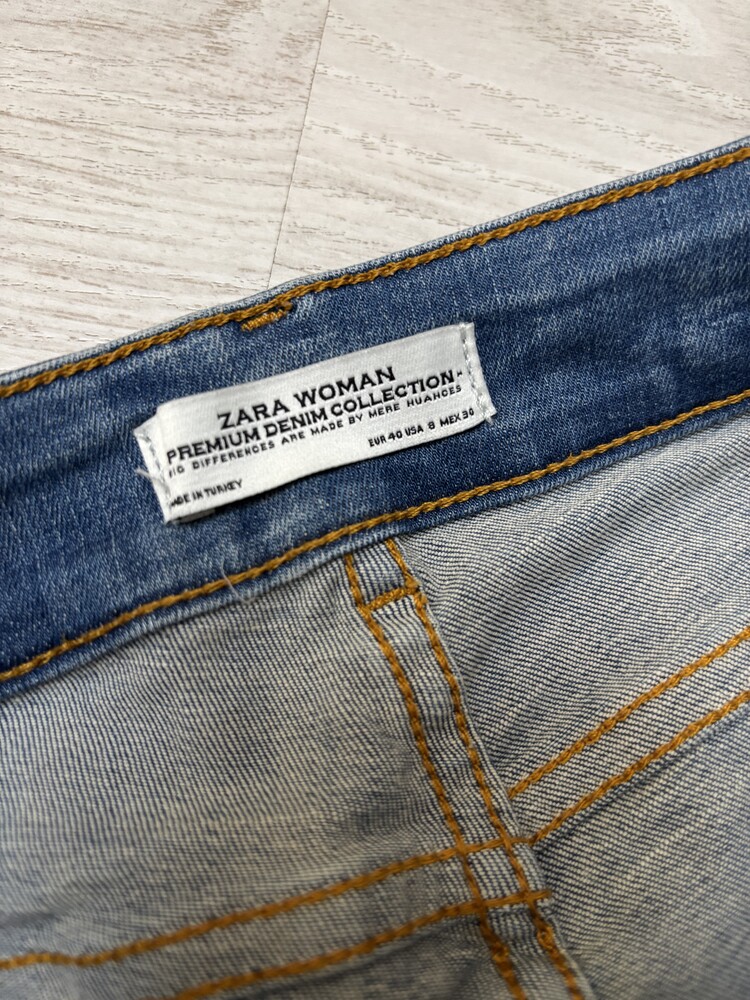 ZARA WOMAN
PREMIUM DENIM COLLECTION
DIFFERENCES ARE MADE BY MERE NUANCES
EUR 40 USA 8 MEX 30
MADE IN TURKEY